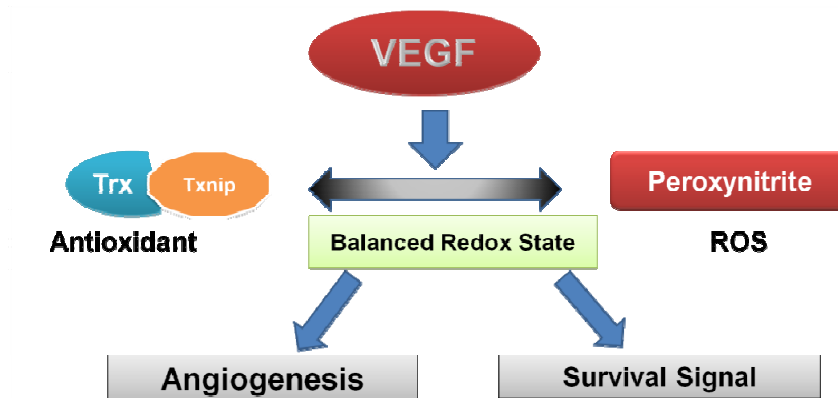 VEGF
Trx
Txnip
Peroxynitrite
Antioxidant
Balanced Redox State
ROS
Angiogenesis
Survival Signal